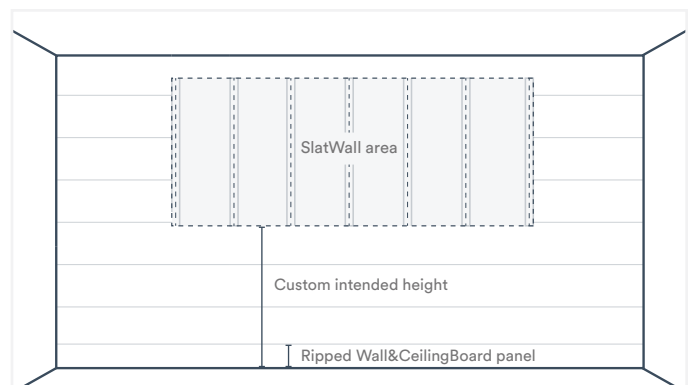 SlatWall area
Custom intended height
Ripped Wall&CeilingBoard panel